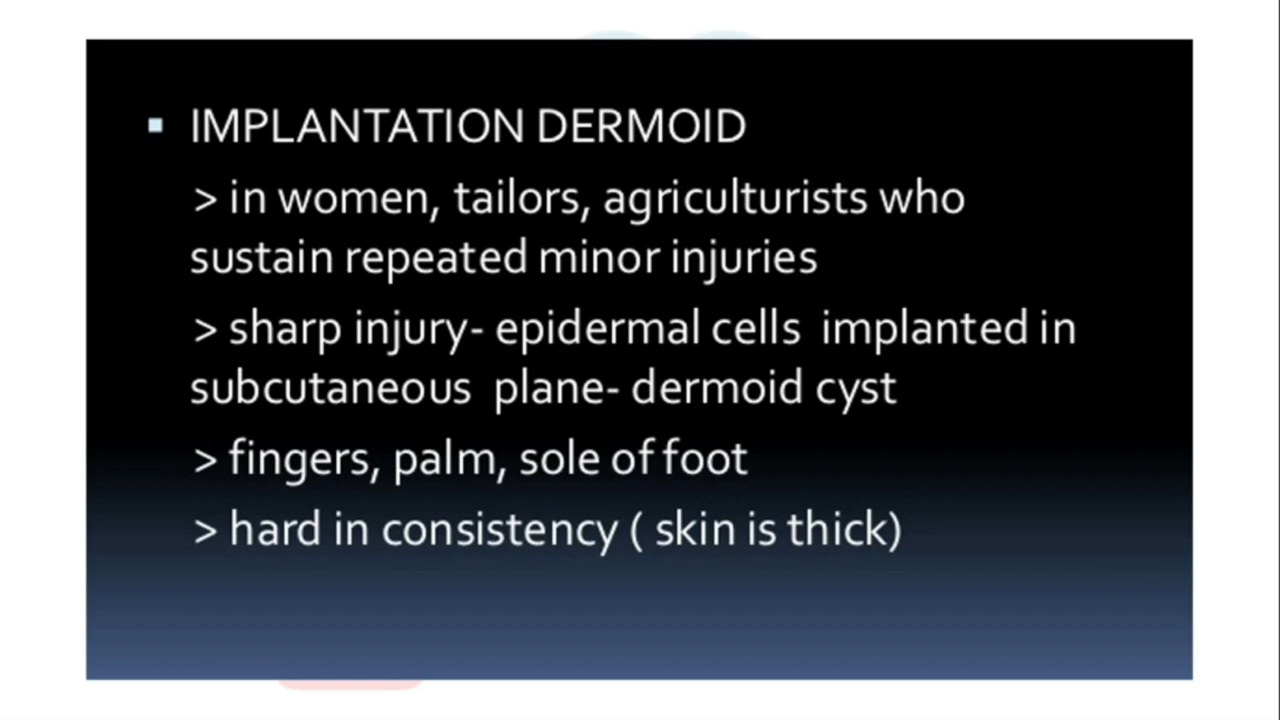 IMPLANTATION DERMOID
> in women, tailors, agriculturists who
sustain repeated minor injuries
> sharp injury- epidermal cells implanted in
subcutaneous plane- dermoid cyst
> fingers, palm, sole of foot
> hard in consistency ( skin is thick)